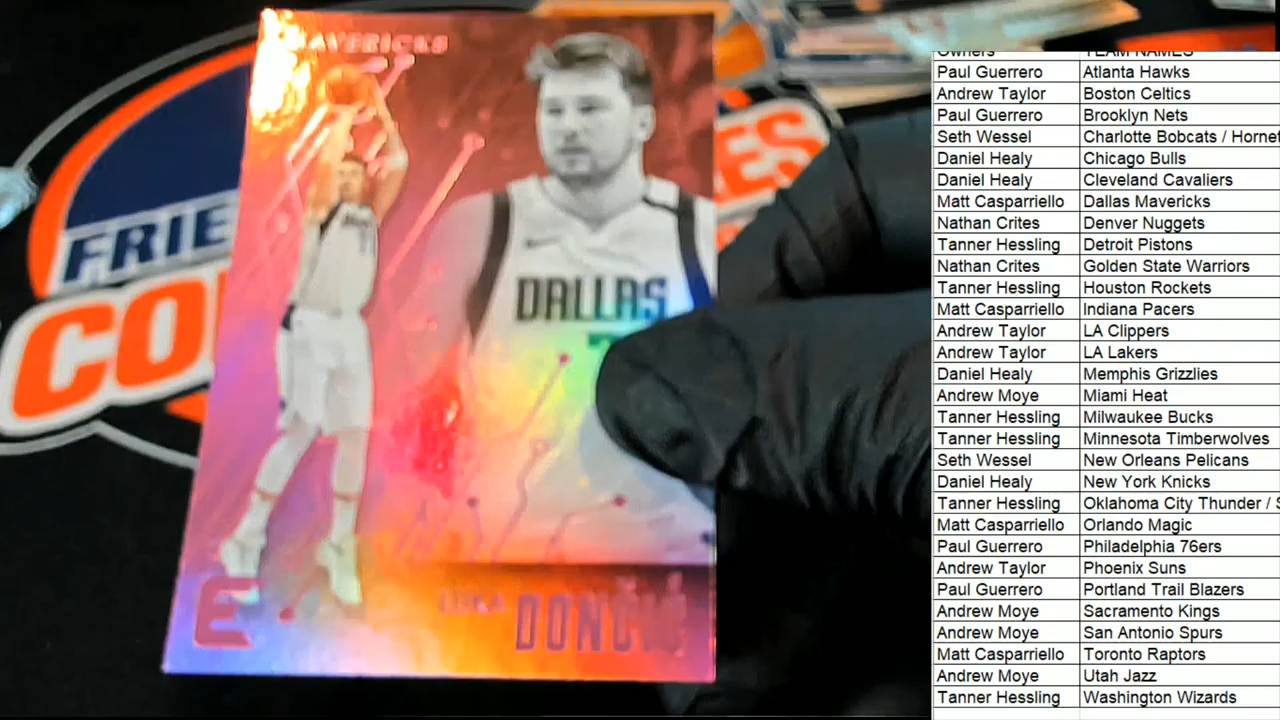 MAVERICKS
DALLAS
E
LUKA DONČIĆ
FRIE
CO
ES
Owners TEAM NAMES
Paul Guerrero Atlanta Hawks
Andrew Taylor Boston Celtics
Paul Guerrero Brooklyn Nets
Seth Wessel Charlotte Bobcats / Horne
Daniel Healy Chicago Bulls
Daniel Healy Cleveland Cavaliers
Matt Casparriello Dallas Mavericks
Nathan Crites Denver Nuggets
Tanner Hessling Detroit Pistons
Nathan Crites Golden State Warriors
Tanner Hessling Houston Rockets
Matt Casparriello Indiana Pacers
Andrew Taylor LA Clippers
Andrew Taylor LA Lakers
Daniel Healy Memphis Grizzlies
Andrew Moye Miami Heat
Tanner Hessling Milwaukee Bucks
Tanner Hessling Minnesota Timberwolves
Seth Wessel New Orleans Pelicans
Daniel Healy New York Knicks
Tanner Hessling Oklahoma City Thunder / S
Matt Casparriello Orlando Magic
Paul Guerrero Philadelphia 76ers
Andrew Taylor Phoenix Suns
Paul Guerrero Portland Trail Blazers
Andrew Moye Sacramento Kings
Andrew Moye San Antonio Spurs
Matt Casparriello Toronto Raptors
Andrew Moye Utah Jazz
Tanner Hessling Washington Wizards